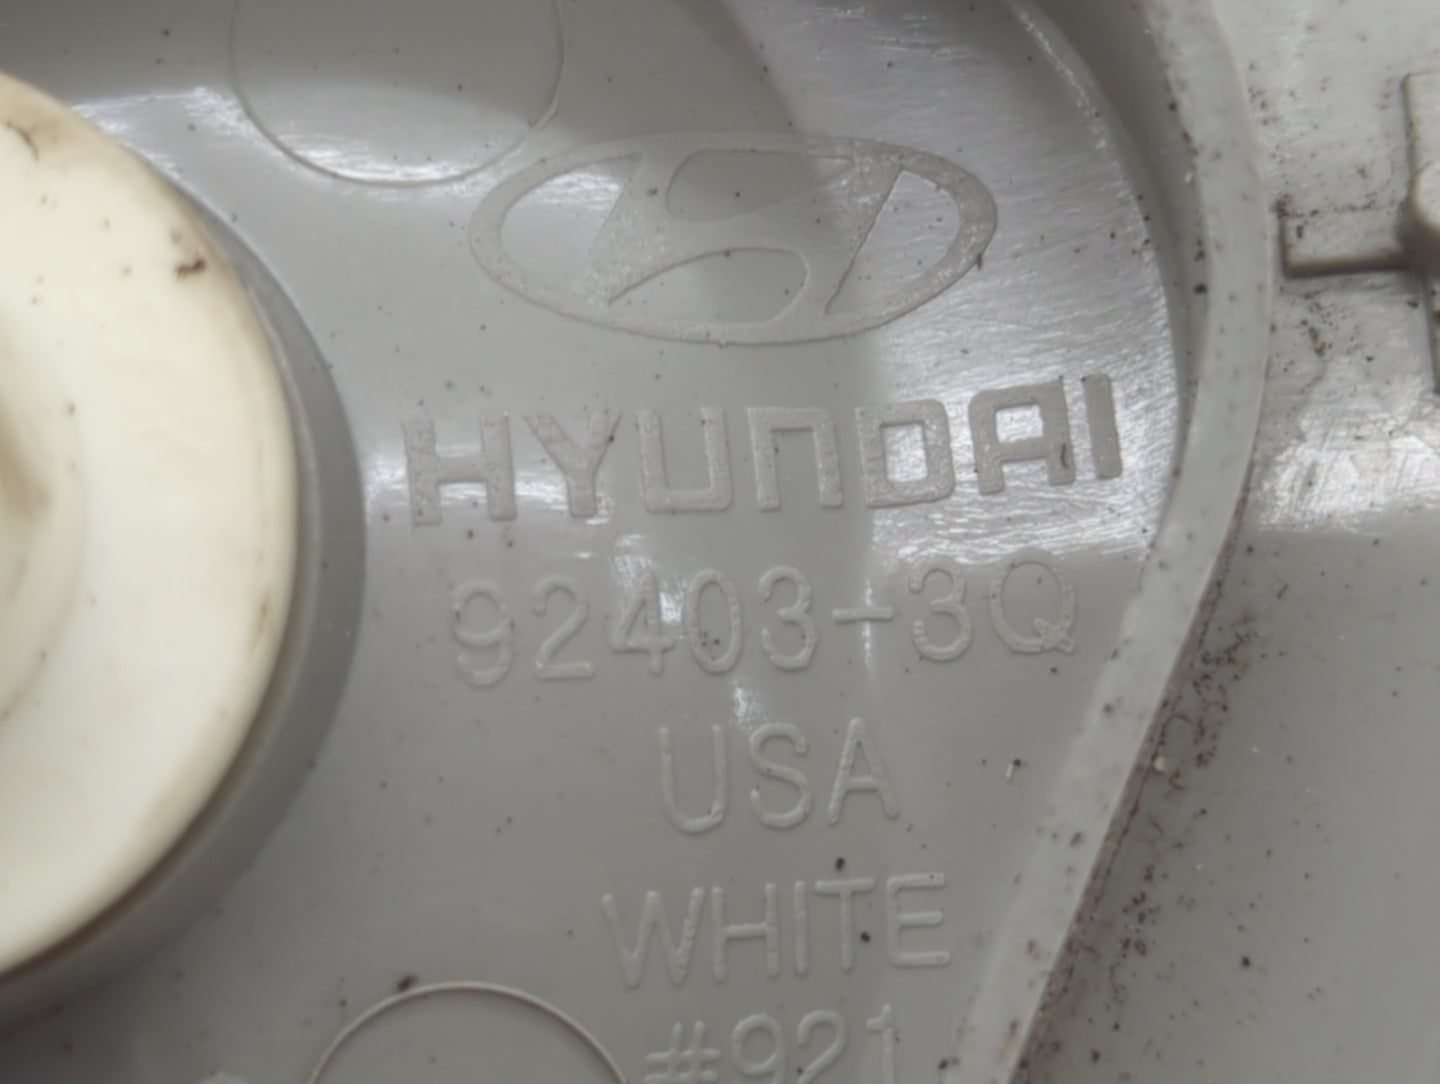 HYUNDAI
92403-3Q
USA
WHITE
#921